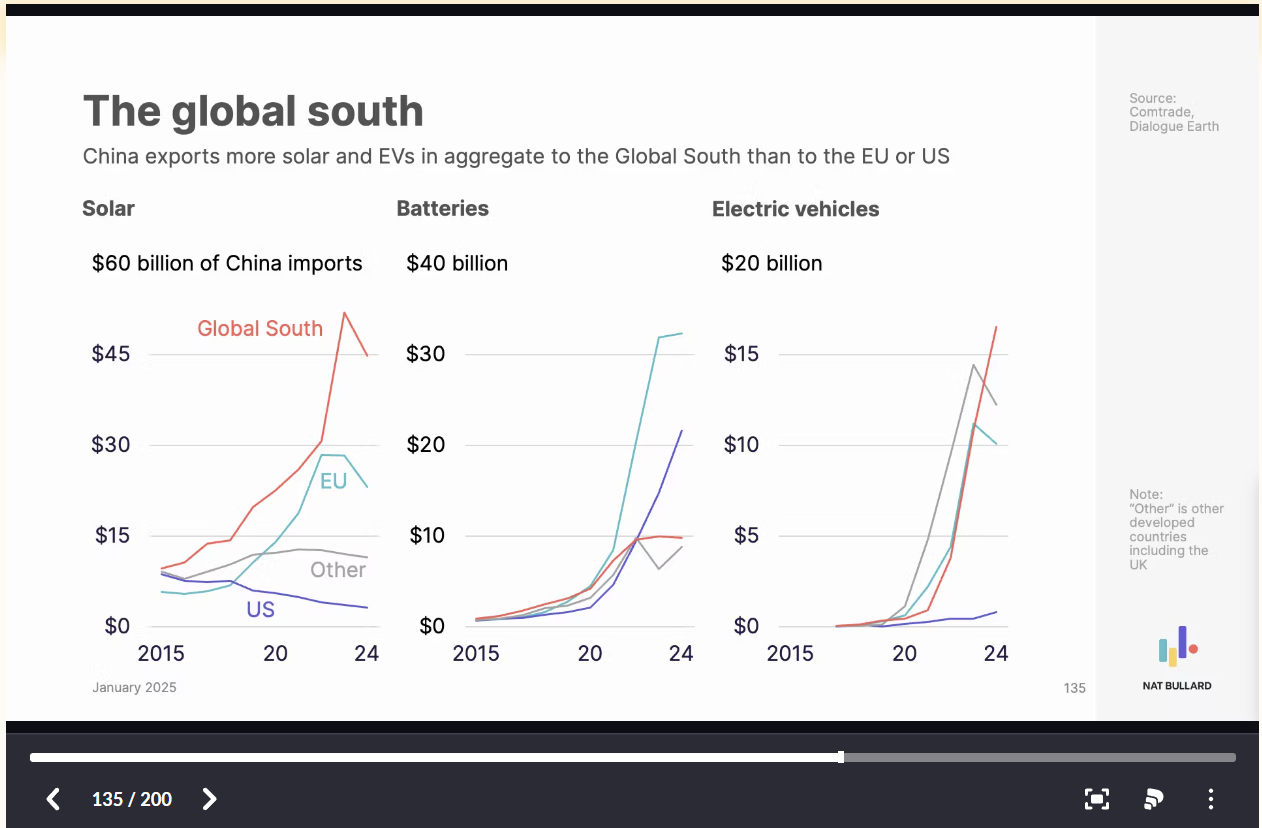 The global south
China exports more solar and EVs in aggregate to the Global South than to the EU or US
Source:
Comtrade,
Dialogue Earth
Solar
$60 billion of China imports
Global South
$45
$30
EU
$15
Other
US
$0
2015 20 24
Batteries
$40 billion
$30
$20
$10
$0
2015 20 24
Electric vehicles
$20 billion
$15
$10
$5
$0
2015 20 24
Note:
"Other" is other
developed
countries
including the
UK
January 2025
135
NAT BULLARD
135 / 200